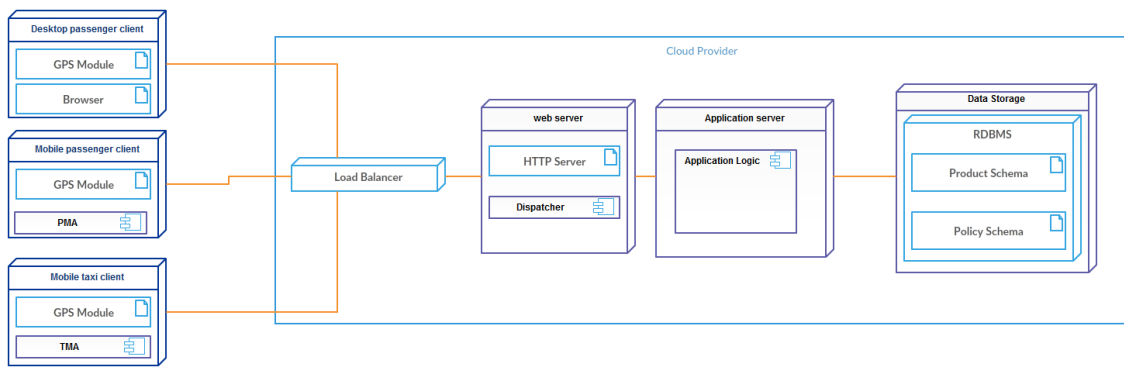 Desktop passenger client
GPS Module
Browser
Mobile passenger client
GPS Module
PMA
Mobile taxi client
GPS Module
TMA
Cloud Provider
Load Balancer
web server
HTTP Server
Dispatcher
Application server
Application Logic
Data Storage
RDBMS
Product Schema
Policy Schema